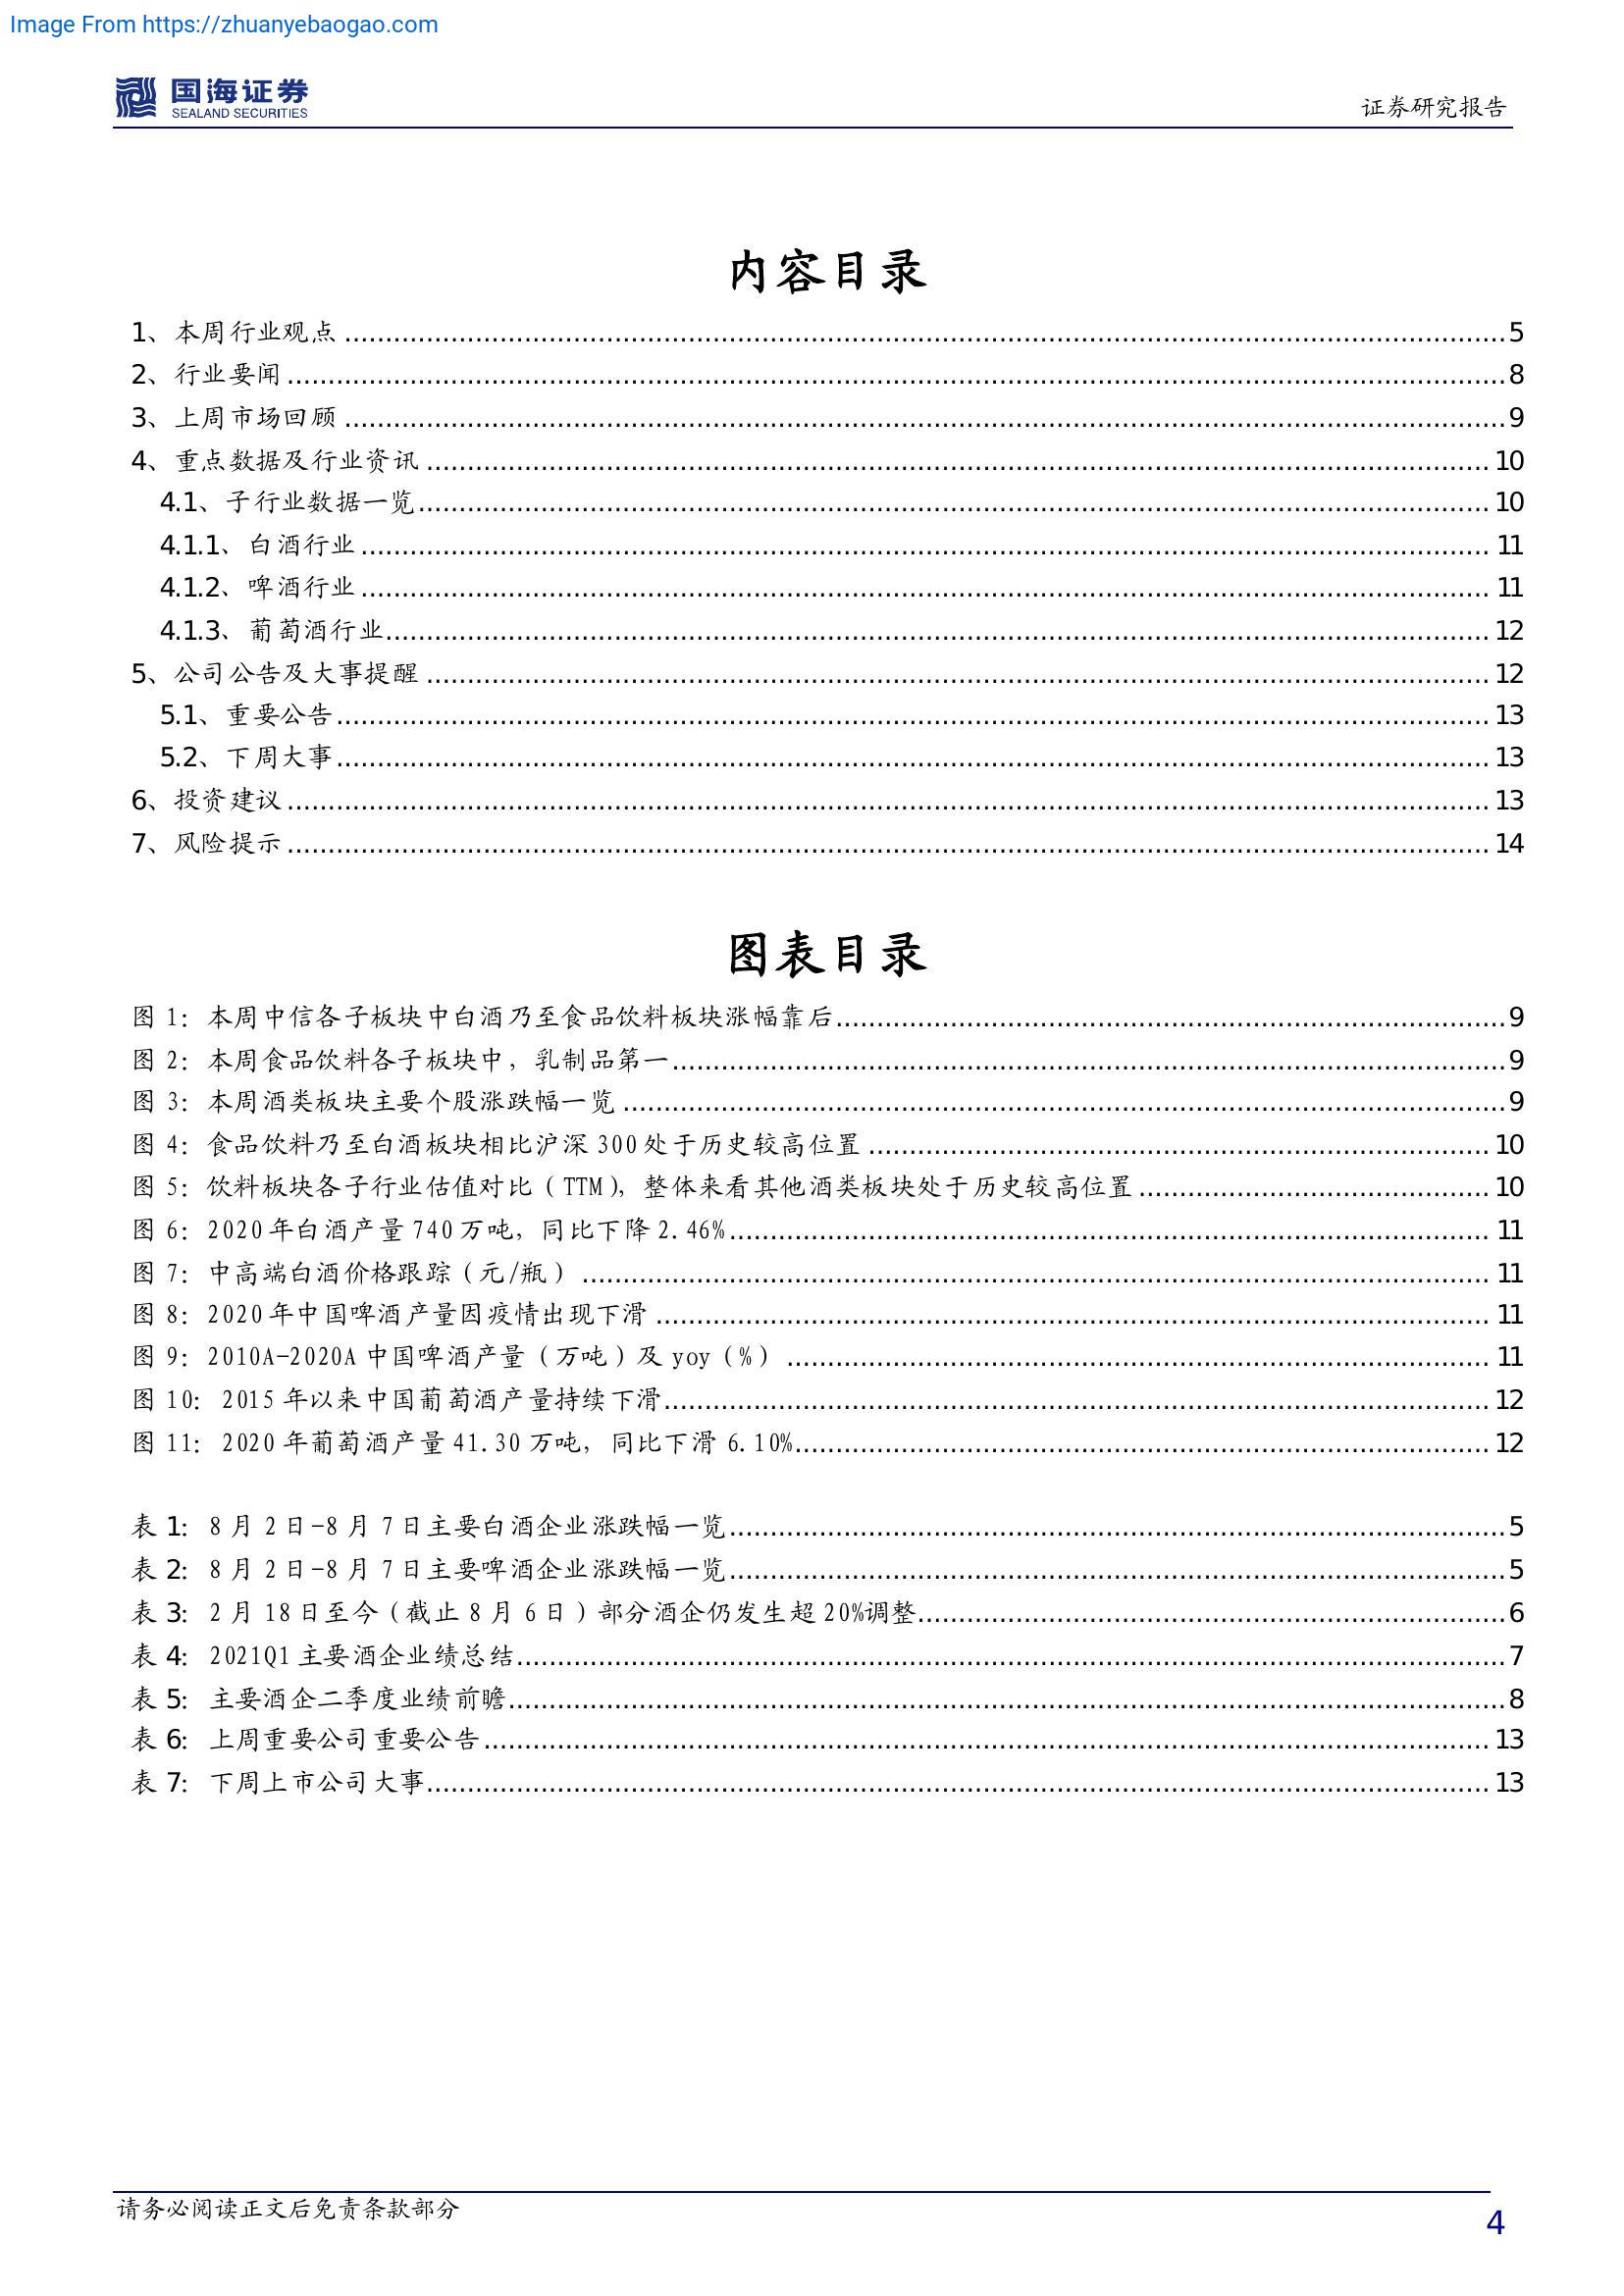 Image From https://zhuanyebaogao.com
国海证券
SEALAND SECURITIES
证券研究报告
内容目录
1、本周行业观点 ........ 5
2、行业要闻 ........ 8
3、上周市场回顾 ........ 9
4、重点数据及行业资讯 ........ 10
4.1、子行业数据一览 ........ 10
4.1.1、白酒行业 ........ 11
4.1.2、啤酒行业 ........ 11
4.1.3、葡萄酒行业 ........ 12
5、公司公告及大事提醒 ........ 12
5.1、重要公告 ........ 13
5.2、下周大事 ........ 13
6、投资建议 ........ 13
7、风险提示 ........ 14
图表目录
图 1：本周中信各子板块中白酒乃至食品饮料板块涨幅靠后 ........ 9
图 2：本周食品饮料各子板块中，乳制品第一 ........ 9
图 3：本周酒类板块主要个股涨跌幅一览 ........ 9
图 4：食品饮料乃至白酒板块相比沪深 300 处于历史较高位置 ........ 10
图 5：饮料板块各子行业估值对比（TTM），整体来看其他酒类板块处于历史较高位置 ........ 10
图 6：2020 年白酒产量 740 万吨，同比下降 2.46% ........ 11
图 7：中高端白酒价格跟踪（元/瓶） ........ 11
图 8：2020 年中国啤酒产量因疫情出现下滑 ........ 11
图 9：2010A-2020A 中国啤酒产量（万吨）及 yoy（%） ........ 11
图 10：2015 年以来中国葡萄酒产量持续下滑 ........ 12
图 11：2020 年葡萄酒产量 41.30 万吨，同比下滑 6.10% ........ 12
表 1：8 月 2 日-8 月 7 日主要白酒企业涨跌幅一览 ........ 5
表 2：8 月 2 日-8 月 7 日主要啤酒企业涨跌幅一览 ........ 5
表 3：2 月 18 日至今（截止 8 月 6 日）部分酒企仍发生超 20%调整 ........ 6
表 4：2021Q1 主要酒企业绩总结 ........ 7
表 5：主要酒企二季度业绩前瞻 ........ 8
表 6：上周重要公司重要公告 ........ 13
表 7：下周上市公司大事 ........ 13
请务必阅读正文后免责条款部分
4